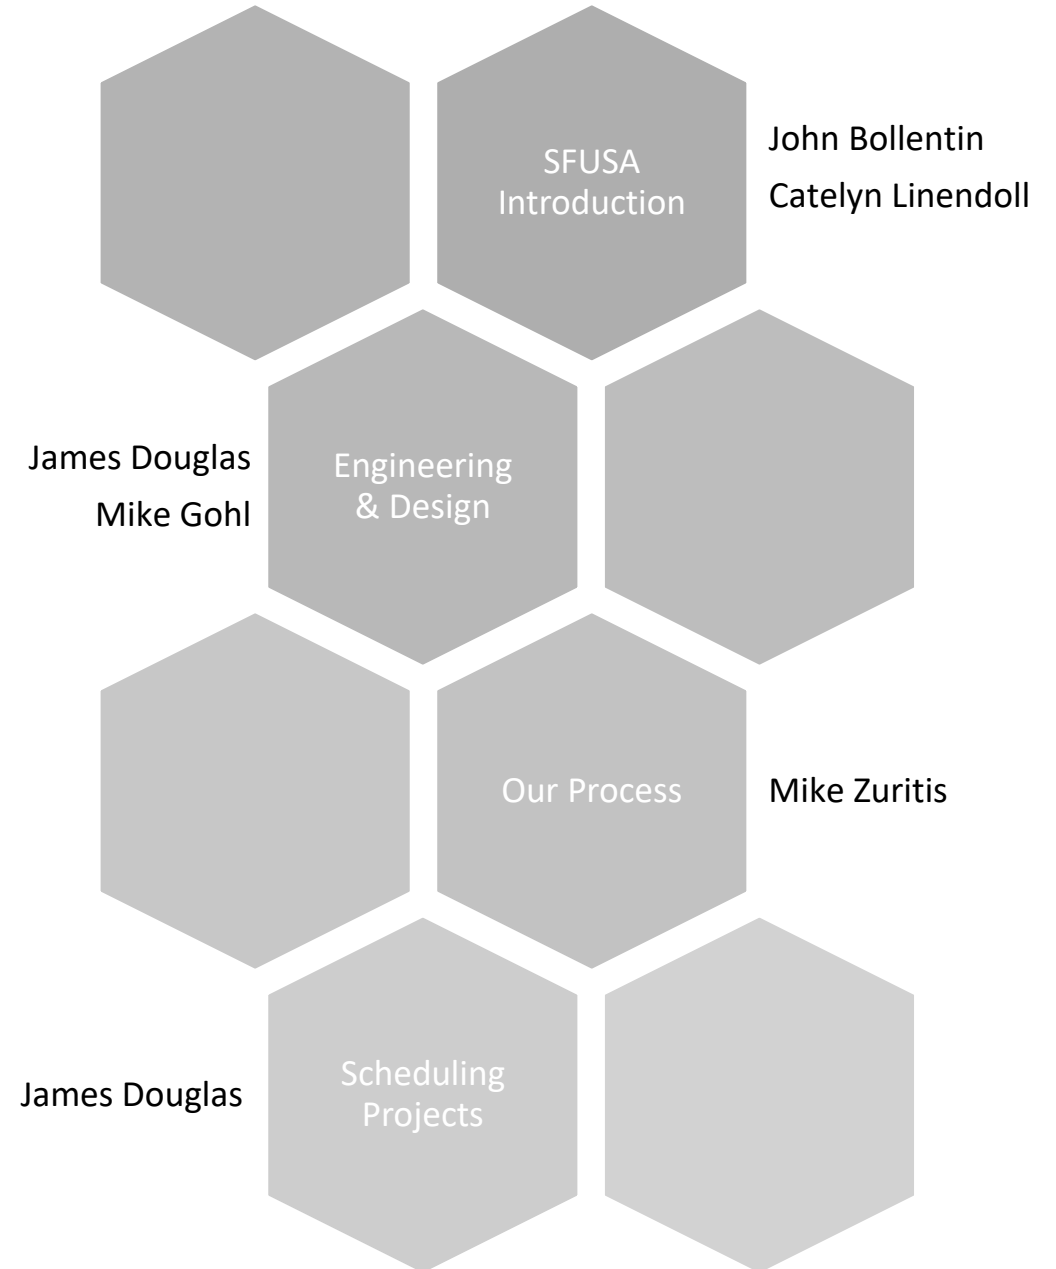 SFUSA
Introduction
John Bollentin
Catelyn Linendoll
James Douglas
Mike Gohl
Engineering
& Design
Our Process
Mike Zuritis
James Douglas
Scheduling
Projects